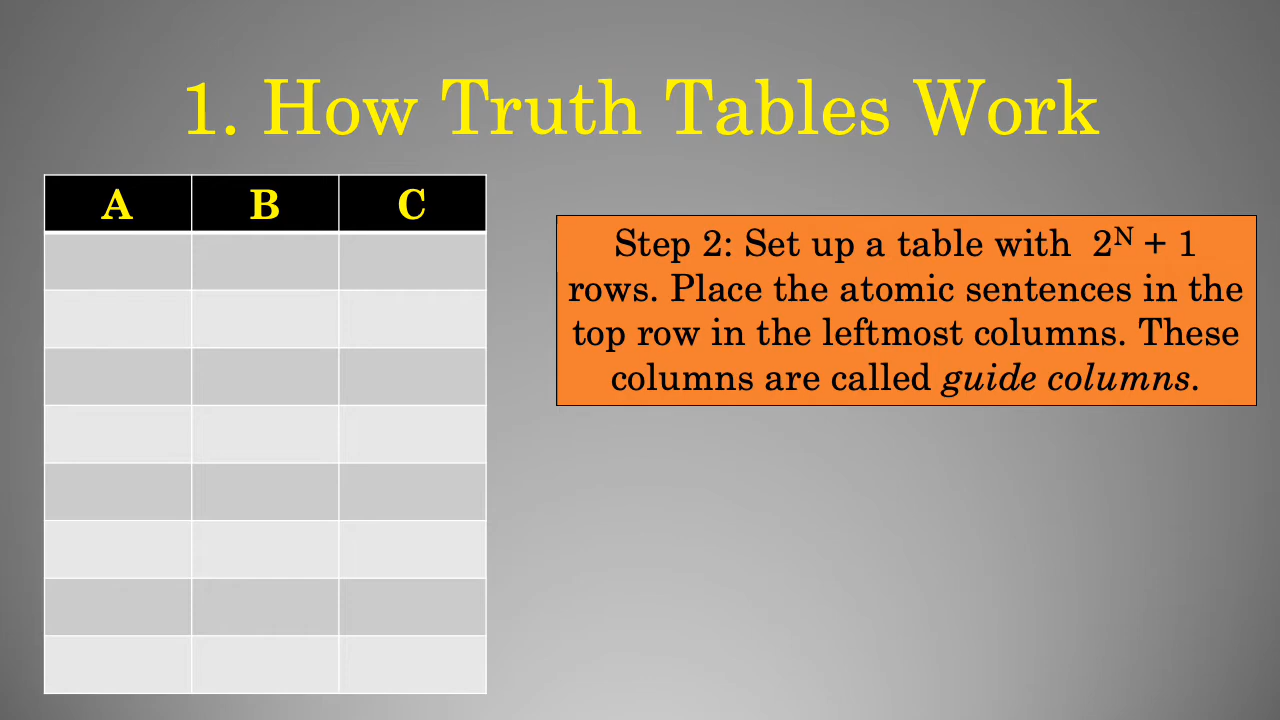 1. How Truth Tables Work
A B C
Step 2: Set up a table with 2ᴺ + 1
rows. Place the atomic sentences in the
top row in the leftmost columns. These
columns are called guide columns.